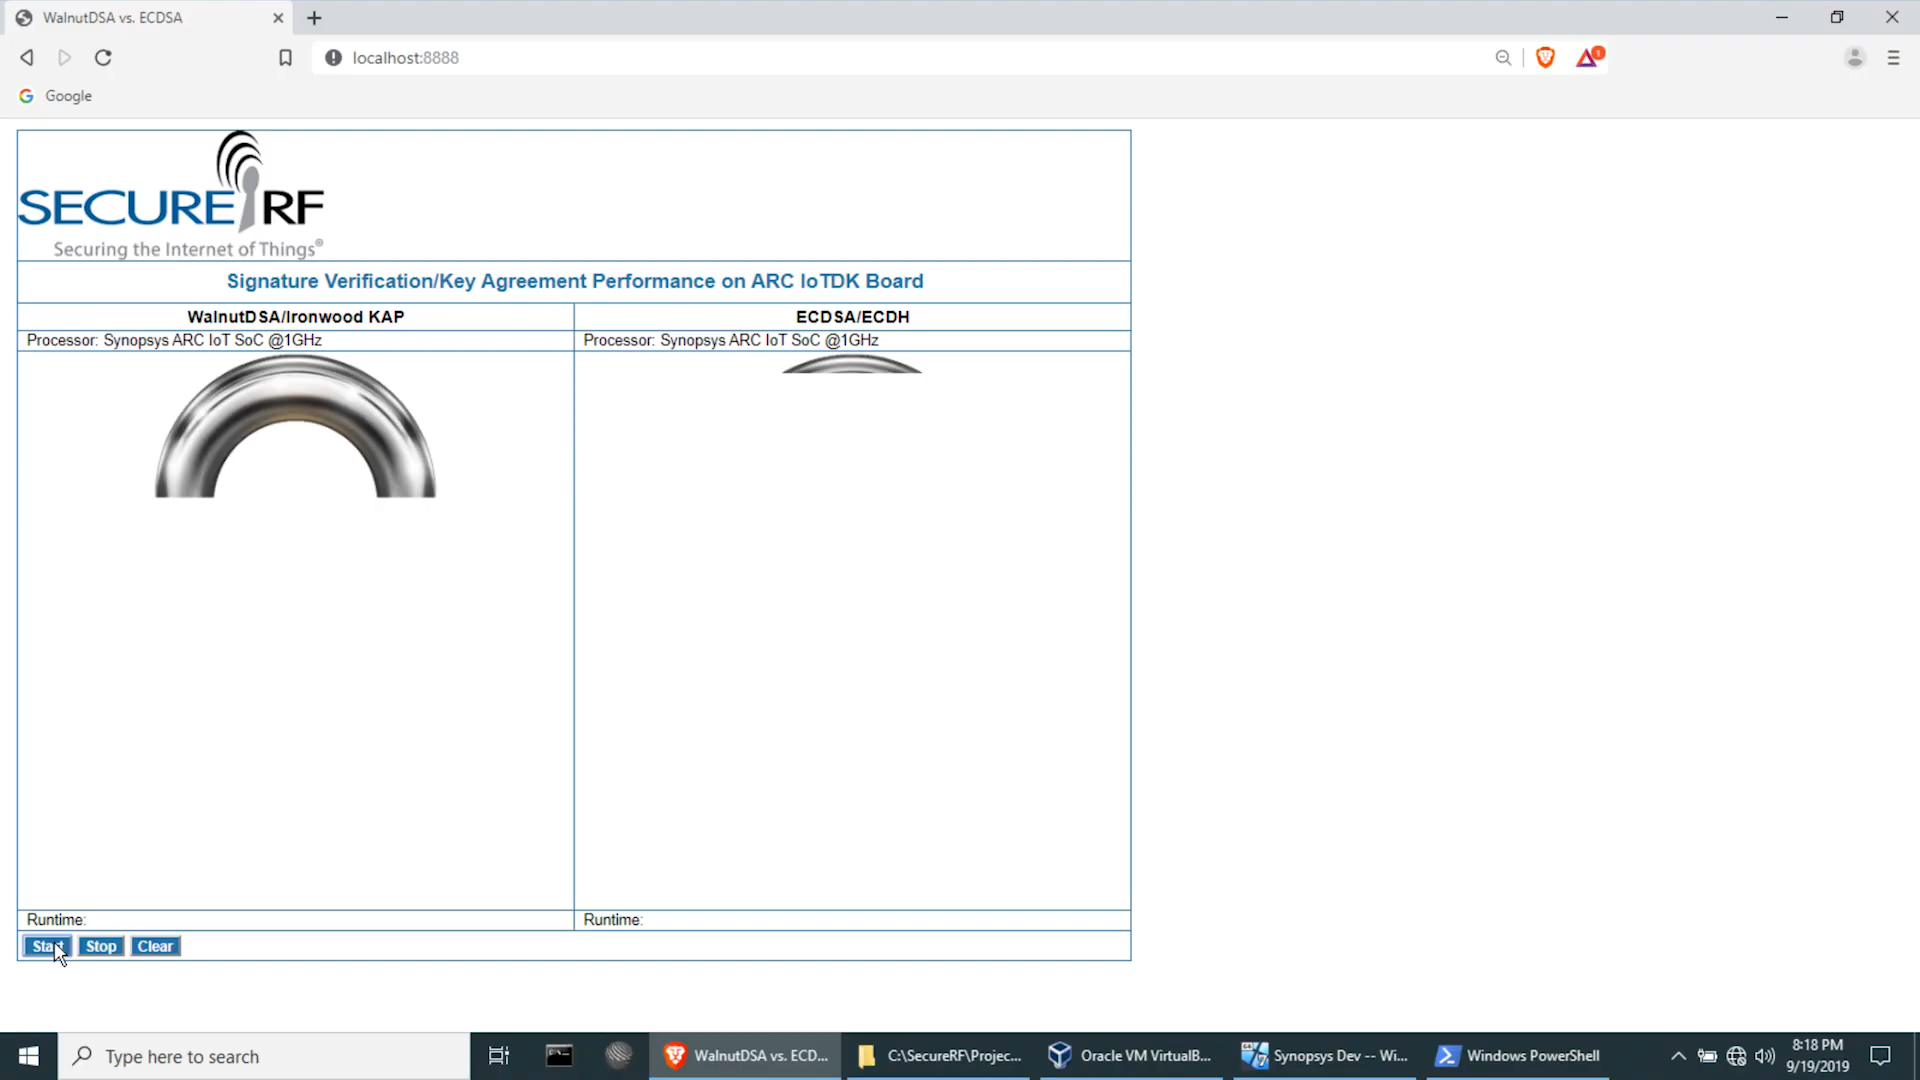 WalnutDSA vs. ECDSA
localhost:8888
1
Google
SECURE RF
Securing the Internet of Things®
Signature Verification/Key Agreement Performance on ARC IoTDK Board
WalnutDSA/Ironwood KAP
ECDSA/ECDH
Processor: Synopsys ARC IoT SoC @1GHz
Processor: Synopsys ARC IoT SoC @1GHz
Runtime:
Runtime:
Start Stop Clear
Type here to search
WalnutDSA vs. ECD...
C:\SecureRF\Projec...
Oracle VM VirtualB...
Synopsys Dev -- Wi...
Windows PowerShell
8:18 PM
9/19/2019